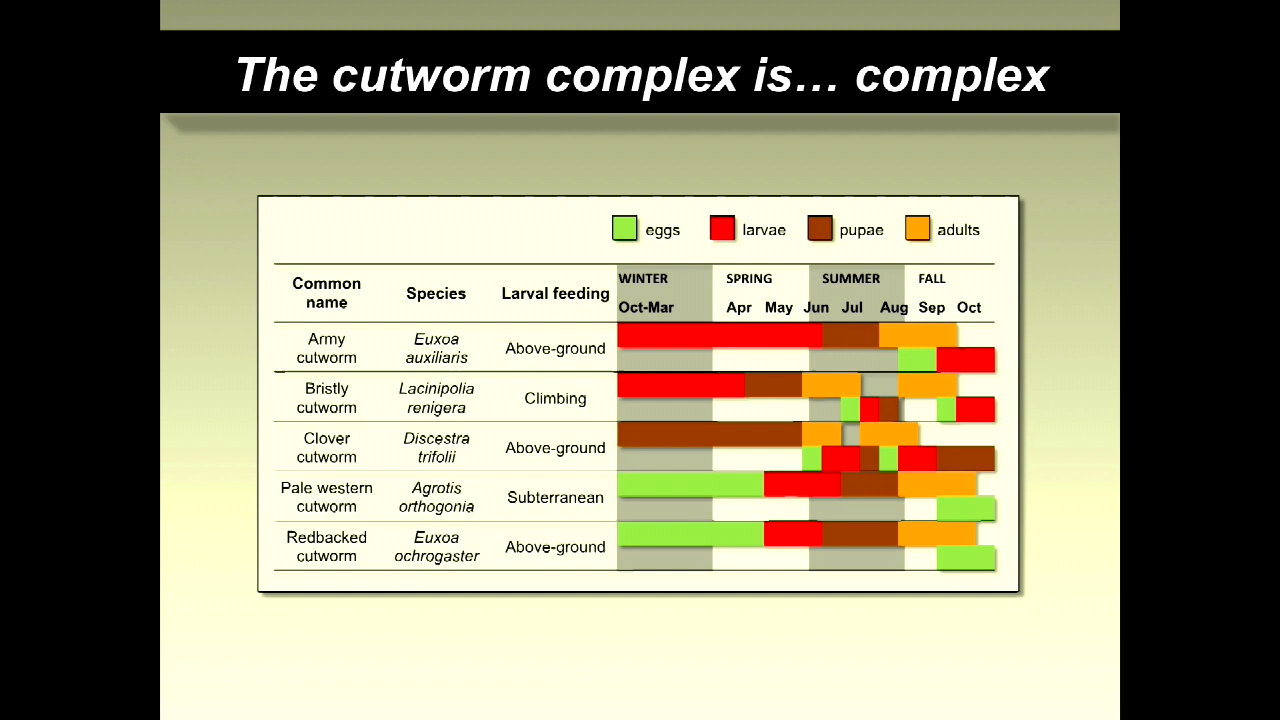 The cutworm complex is… complex
eggs larvae pupae adults
Common name Species Larval feeding
WINTER SPRING SUMMER FALL
Oct-Mar Apr May Jun Jul Aug Sep Oct
Army cutworm Euxoa auxiliaris Above-ground
Bristly cutworm Lacinipolia renigera Climbing
Clover cutworm Discestra trifolii Above-ground
Pale western cutworm Agrotis orthogonia Subterranean
Redbacked cutworm Euxoa ochrogaster Above-ground